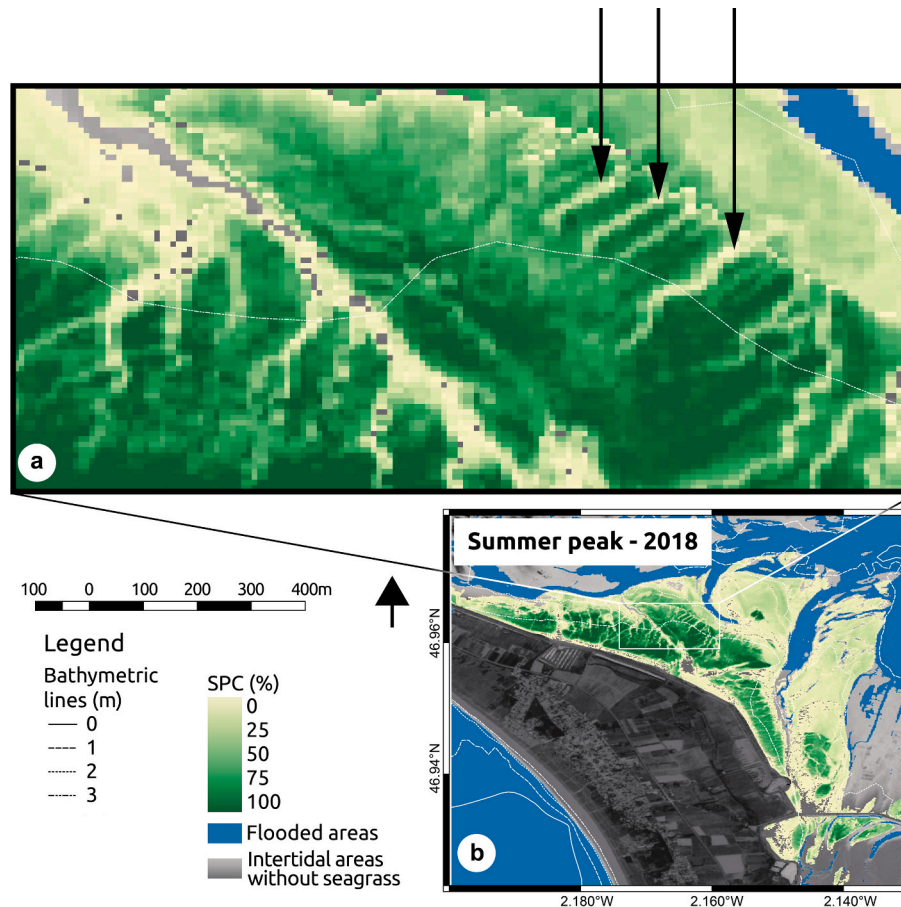 a
Summer peak - 2018
100 0 100 200 300 400m
46.96°N
46.94°N
Legend
Bathymetric
lines (m)
0
1
2
3
SPC (%)
0
25
50
75
100
Flooded areas
Intertidal areas
without seagrass
b
2.180°W 2.160°W 2.140°W